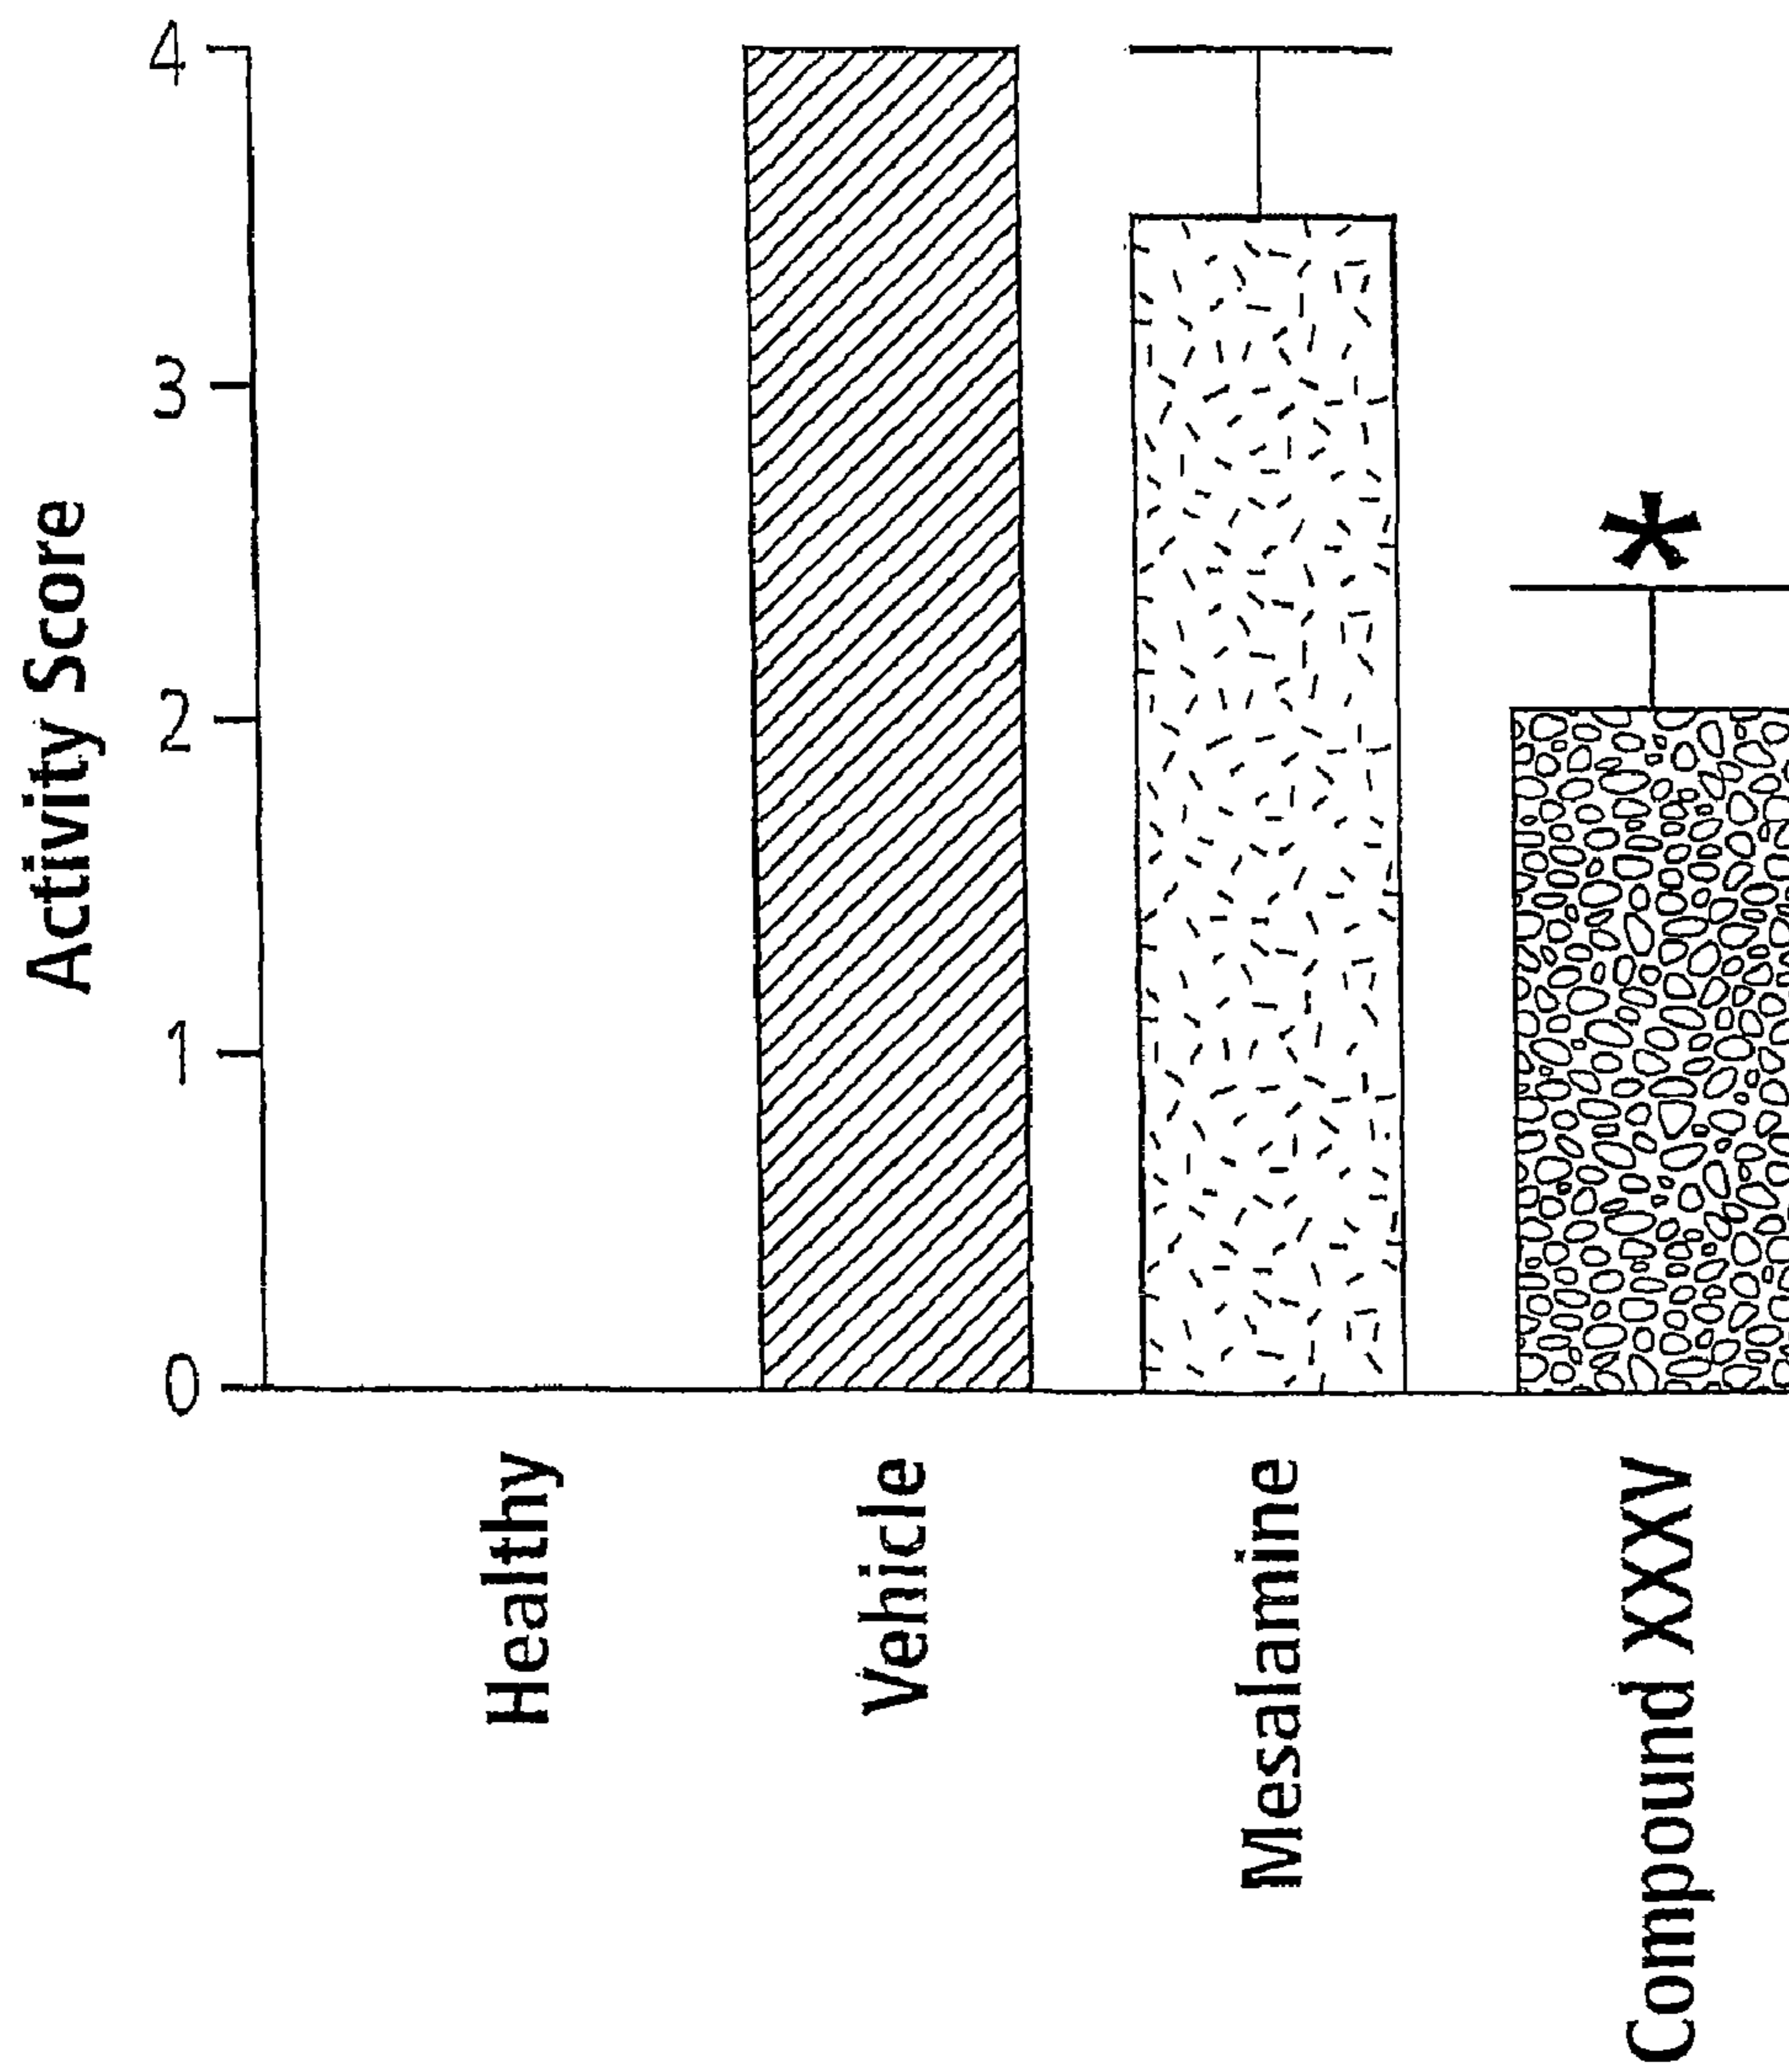 Activity Score
4
3
2
1
0
*
Healthy
Vehicle
Mesalamine
Compound XXXV